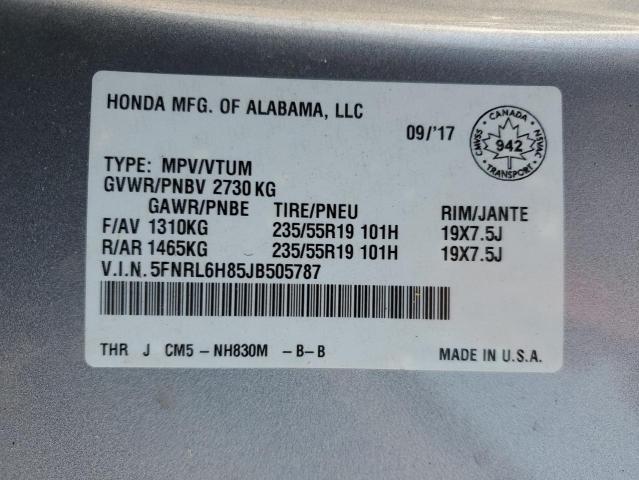 HONDA MFG. OF ALABAMA, LLC
09/'17
CANADA
CMVSS 942 NSVAC
TRANSPORT
TYPE: MPV/VTUM
GVWR/PNBV 2730 KG
GAWR/PNBE TIRE/PNEU RIM/JANTE
F/AV 1310KG 235/55R19 101H 19X7.5J
R/AR 1465KG 235/55R19 101H 19X7.5J
V.I.N. 5FNRL6H85JB505787
THR J CM5 - NH830M - B - B MADE IN U.S.A.